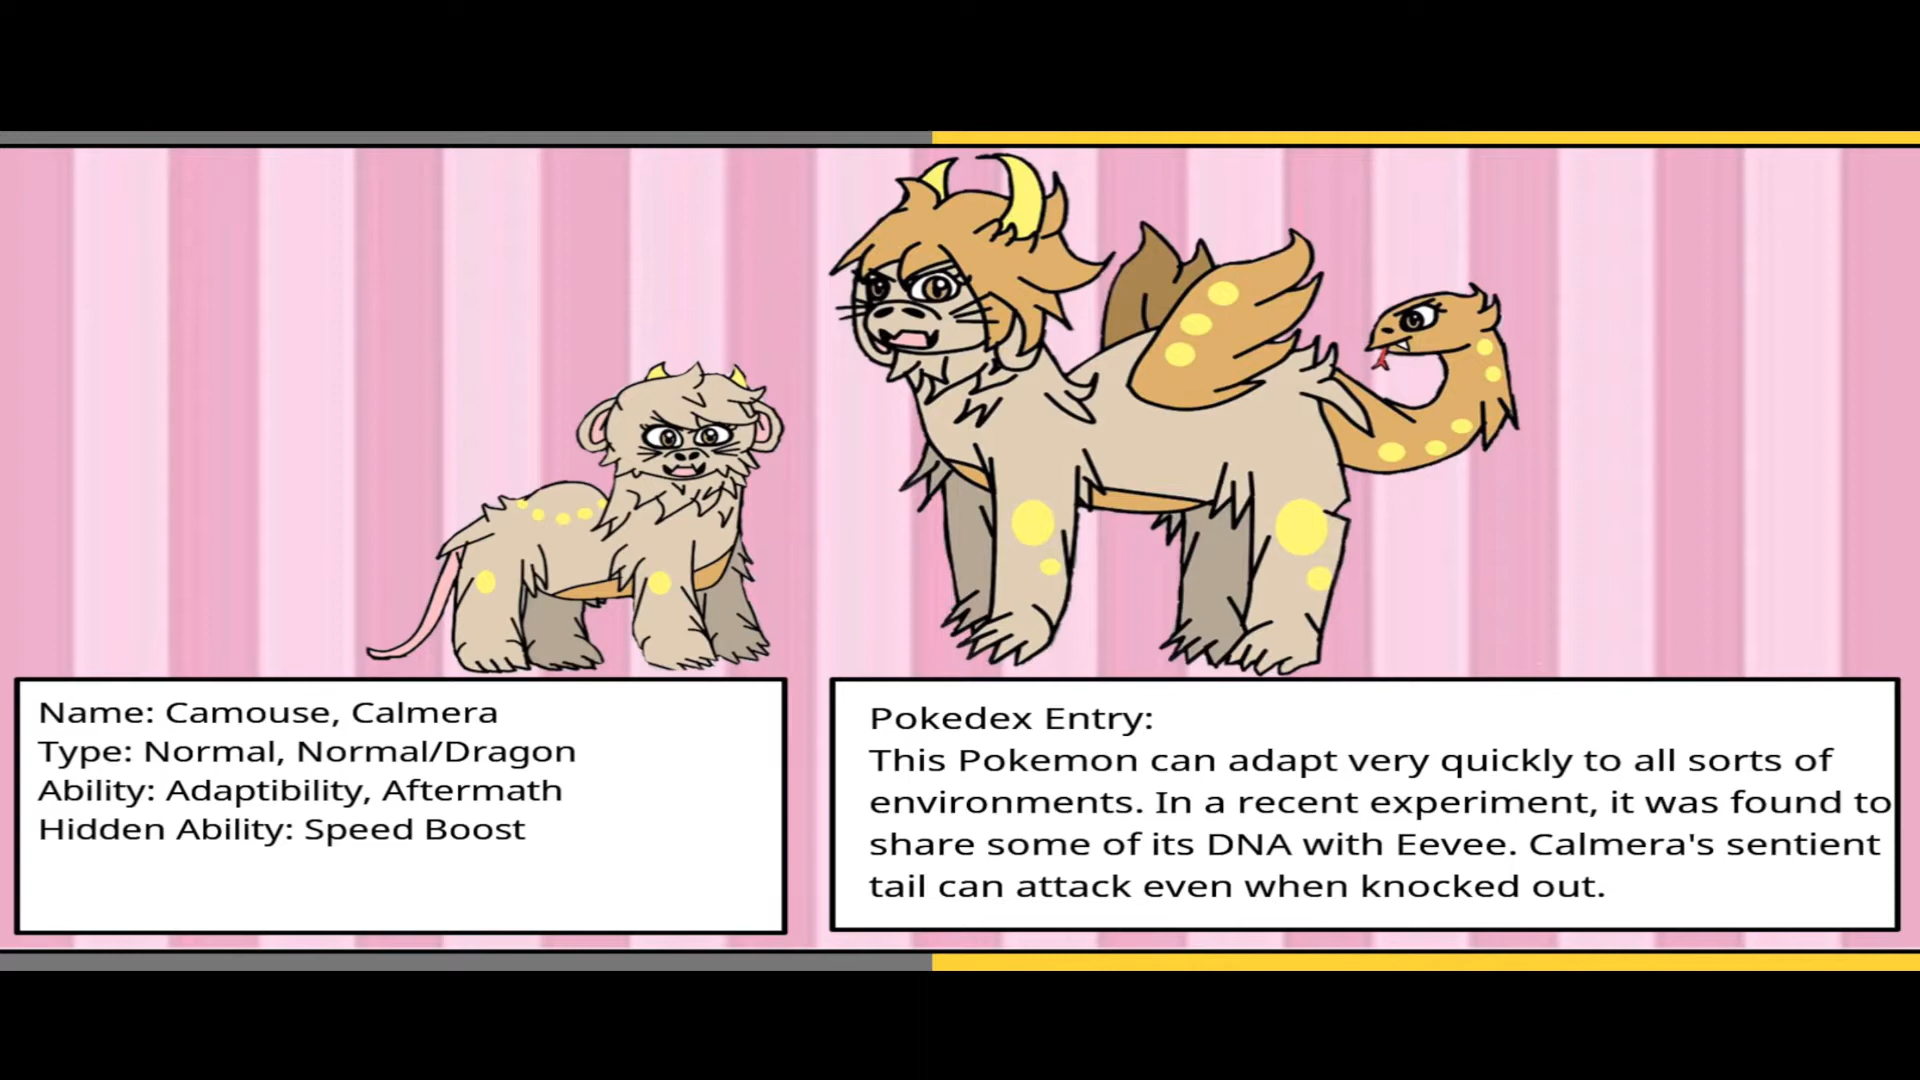 Name: Camouse, Calmera
Type: Normal, Normal/Dragon
Ability: Adaptibility, Aftermath
Hidden Ability: Speed Boost
Pokedex Entry:
This Pokemon can adapt very quickly to all sorts of
environments. In a recent experiment, it was found to
share some of its DNA with Eevee. Calmera's sentient
tail can attack even when knocked out.